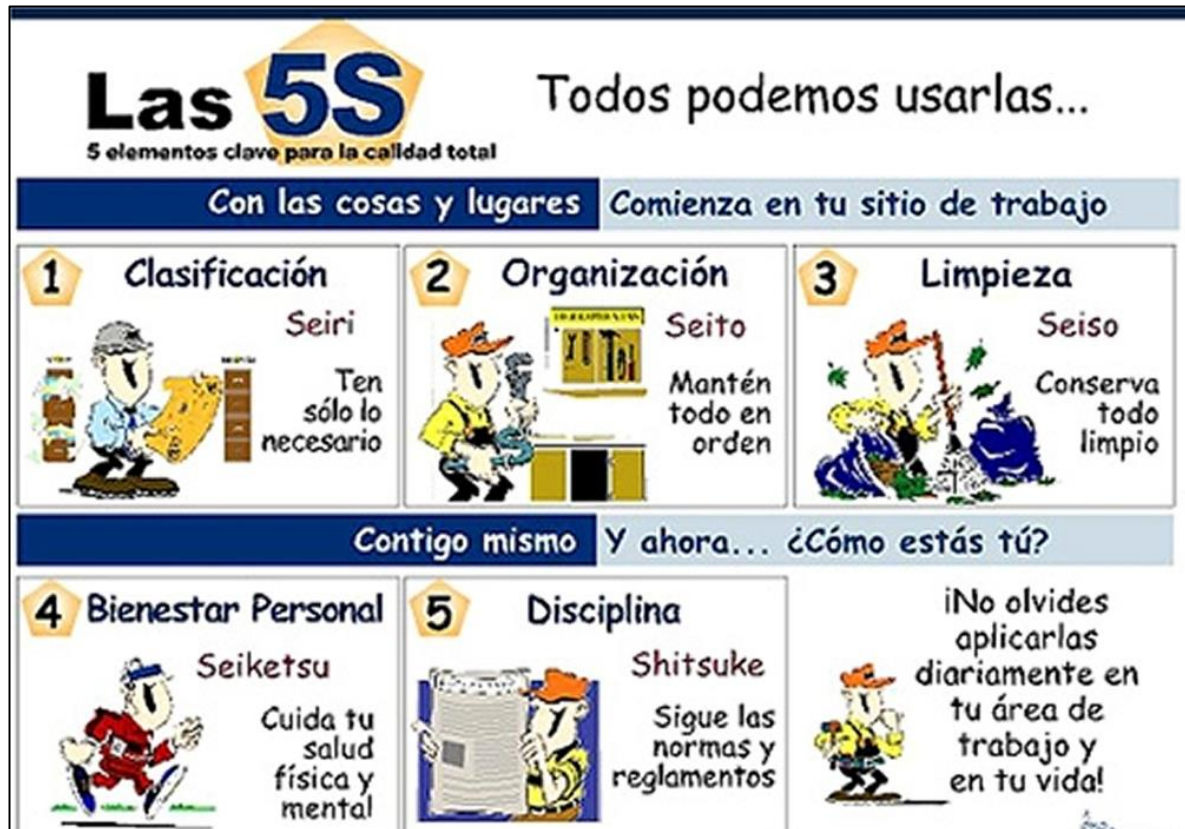 Las 5S
5 elementos clave para la calidad total
Todos podemos usarlas...
Con las cosas y lugares
Comienza en tu sitio de trabajo
1 Clasificación
Seiri
Ten
sólo lo
necesario
2 Organización
Seito
Mantén
todo en
orden
3 Limpieza
Seiso
Conserva
todo
limpio
Contigo mismo
Y ahora... ¿Cómo estás tú?
4 Bienestar Personal
Seiketsu
Cuida tu
salud
física y
mental
5 Disciplina
Shitsuke
Sigue las
normas y
reglamentos
¡No olvides
aplicarlas
diariamente en
tu área de
trabajo y
en tu vida!